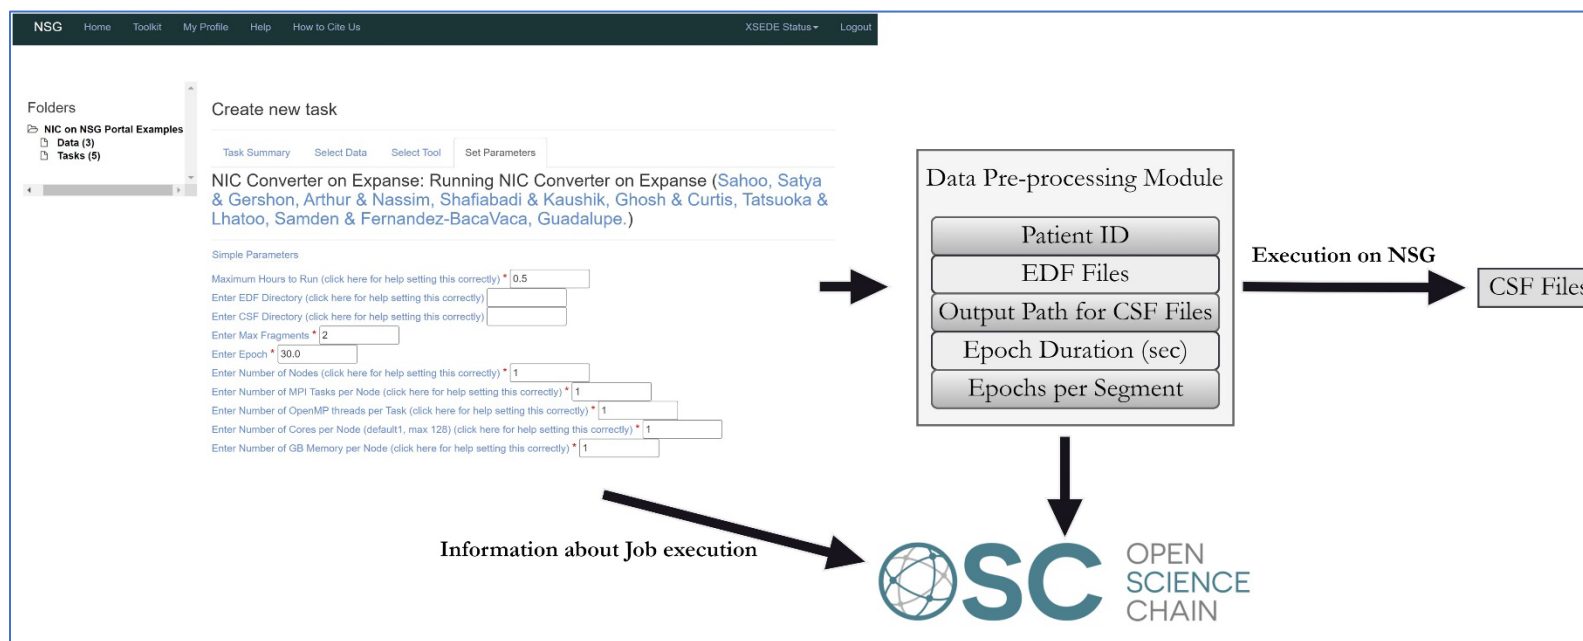 NSG Home Toolkit My Profile Help How to Cite Us XSEDE Status Logout
Folders
NIC on NSG Portal Examples
Data (3)
Tasks (5)
Create new task
Task Summary Select Data Select Tool Set Parameters
NIC Converter on Expanse: Running NIC Converter on Expanse (Sahoo, Satya
& Gershon, Arthur & Nassim, Shafiabadi & Kaushik, Ghosh & Curtis, Tatsuoka &
Lhatoo, Samden & Fernandez-BacaVaca, Guadalupe.)
Simple Parameters
Maximum Hours to Run (click here for help setting this correctly) * 0.5
Enter EDF Directory (click here for help setting this correctly)
Enter CSF Directory (click here for help setting this correctly)
Enter Max Fragments * 2
Enter Epoch * 30.0
Enter Number of Nodes (click here for help setting this correctly) * 1
Enter Number of MPI Tasks per Node (click here for help setting this correctly) * 1
Enter Number of OpenMP threads per Task (click here for help setting this correctly) * 1
Enter Number of Cores per Node (default1, max 128) (click here for help setting this correctly) * 1
Enter Number of GB Memory per Node (click here for help setting this correctly) * 1
Data Pre-processing Module
Patient ID
EDF Files
Output Path for CSF Files
Epoch Duration (sec)
Epochs per Segment
Execution on NSG
CSF Files
Information about Job execution
OSC
OPEN
SCIENCE
CHAIN